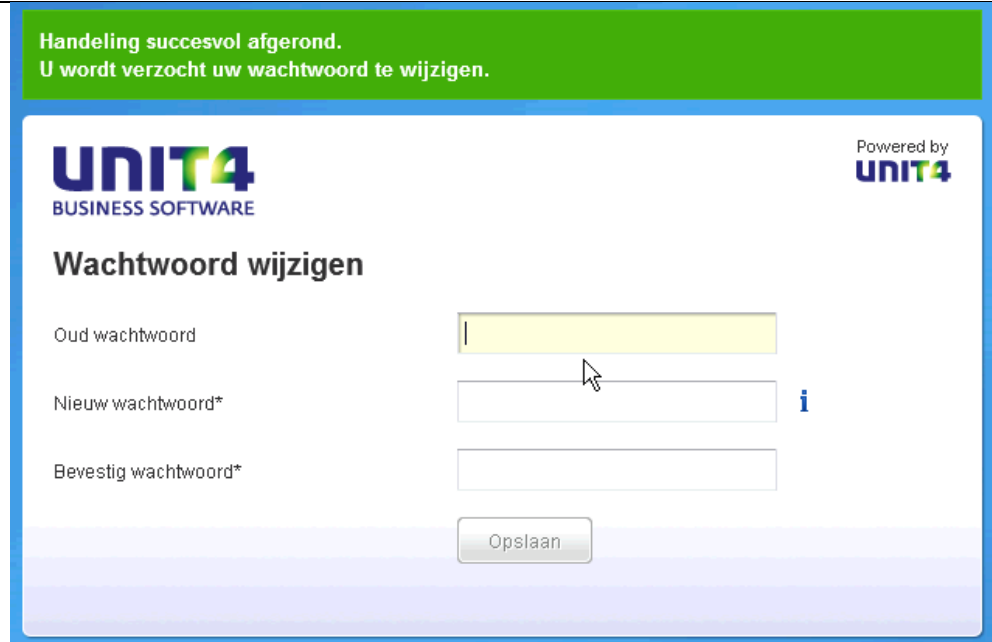 Handeling succesvol afgerond.
U wordt verzocht uw wachtwoord te wijzigen.
UNIT4
BUSINESS SOFTWARE
Powered by
UNIT4
Wachtwoord wijzigen
Oud wachtwoord
Nieuw wachtwoord*
i
Bevestig wachtwoord*
Opslaan